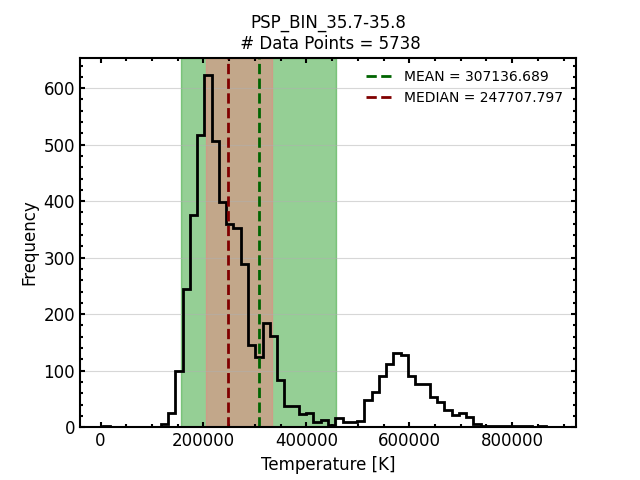 PSP_BIN_35.7-35.8
# Data Points = 5738
MEAN = 307136.689
MEDIAN = 247707.797
600
500
400
300
200
100
0
Frequency
0 200000 400000 600000 800000
Temperature [K]